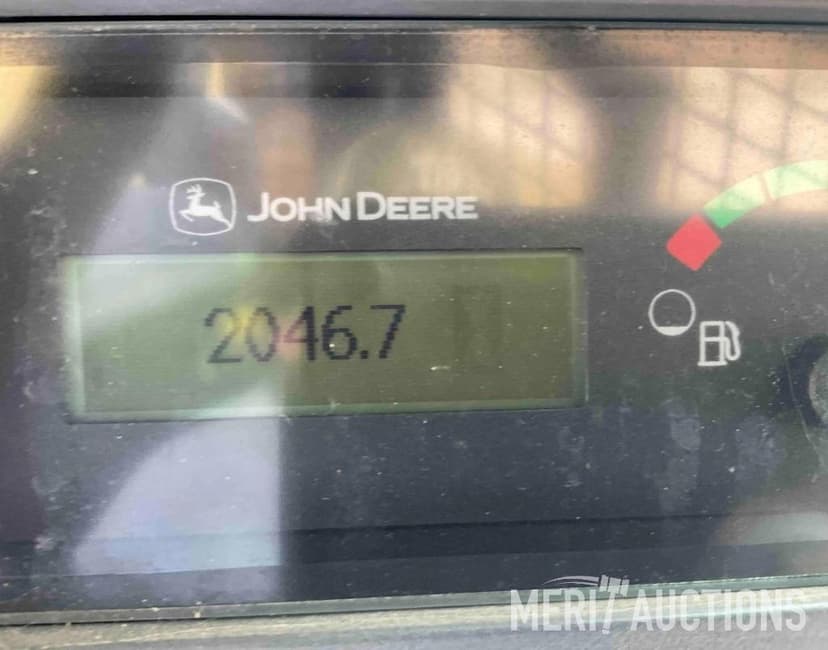 JOHN DEERE
2046.7
MERIT AUCTIONS